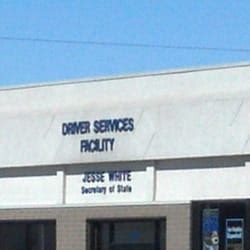 DRIVER SERVICES
FACILITY
JESSE WHITE
Secretary of State